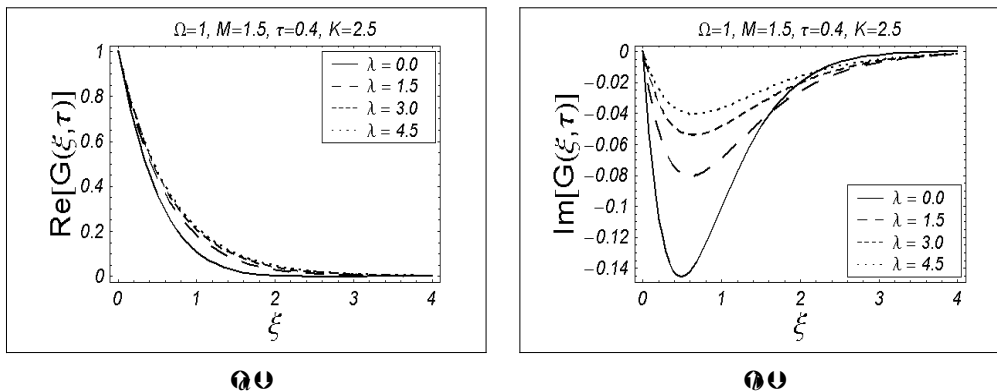 Ω=1, M=1.5, τ=0.4, K=2.5
Re[G(ξ,τ)]
1
0.8
0.6
0.4
0.2
0
λ = 0.0
λ = 1.5
λ = 3.0
λ = 4.5
0 1 2 3 4
ξ
Ω=1, M=1.5, τ=0.4, K=2.5
Im[G(ξ,τ)]
0
−0.02
−0.04
−0.06
−0.08
−0.1
−0.12
−0.14
λ = 0.0
λ = 1.5
λ = 3.0
λ = 4.5
0 1 2 3 4
ξ